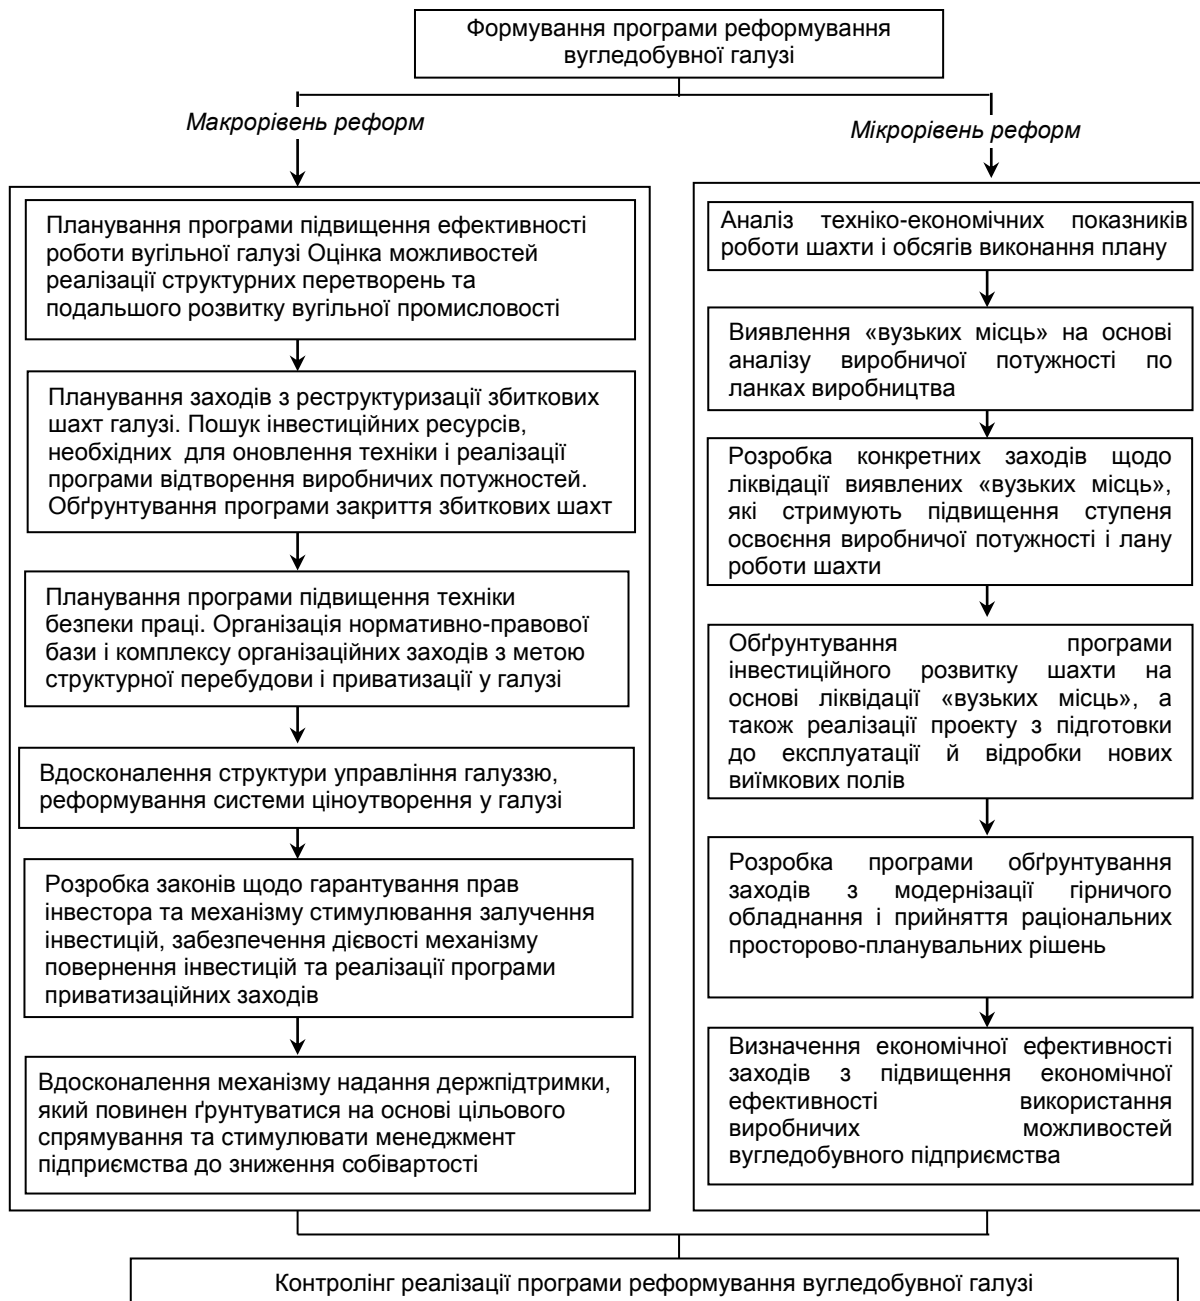 Формування програми реформування
вугледобувної галузі
Макрорівень реформ
Планування програми підвищення ефективності
роботи вугільної галузі Оцінка можливостей
реалізації структурних перетворень та
подальшого розвитку вугільної промисловості
Планування заходів з реструктуризації збиткових
шахт галузі. Пошук інвестиційних ресурсів,
необхідних для оновлення техніки і реалізації
програми відтворення виробничих потужностей.
Обґрунтування програми закриття збиткових шахт
Планування програми підвищення техніки
безпеки праці. Організація нормативно-правової
бази і комплексу організаційних заходів з метою
структурної перебудови і приватизації у галузі
Вдосконалення структури управління галуззю,
реформування системи ціноутворення у галузі
Розробка законів щодо гарантування прав
інвестора та механізму стимулювання залучення
інвестицій, забезпечення дієвості механізму
повернення інвестицій та реалізації програми
приватизаційних заходів
Вдосконалення механізму надання держпідтримки,
який повинен ґрунтуватися на основі цільового
спрямування та стимулювати менеджмент
підприємства до зниження собівартості
Мікрорівень реформ
Аналіз техніко-економічних показників
роботи шахти і обсягів виконання плану
Виявлення «вузьких місць» на основі
аналізу виробничої потужності по
ланках виробництва
Розробка конкретних заходів щодо
ліквідації виявлених «вузьких місць»,
які стримують підвищення ступеня
освоєння виробничої потужності і лану
роботи шахти
Обґрунтування програми
інвестиційного розвитку шахти на
основі ліквідації «вузьких місць», а
також реалізації проекту з підготовки
до експлуатації й відробки нових
виїмкових полів
Розробка програми обґрунтування
заходів з модернізації гірничого
обладнання і прийняття раціональних
просторово-планувальних рішень
Визначення економічної ефективності
заходів з підвищення економічної
ефективності використання
виробничих можливостей
вугледобувного підприємства
Контролінг реалізації програми реформування вугледобувної галузі